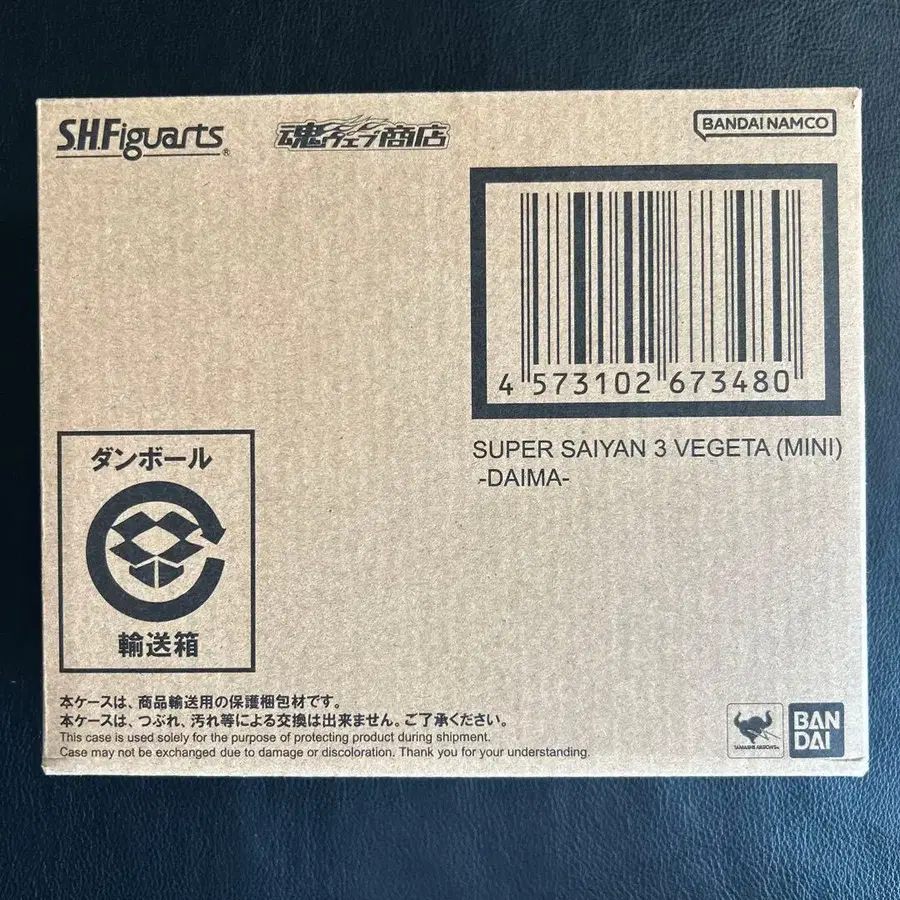 S.H.Figuarts®
魂ウェブ商店
BANDAI NAMCO
4 573102 673480
SUPER SAIYAN 3 VEGETA (MINI)
-DAIMA-
ダンボール
輸送箱
本ケースは、商品輸送用の保護梱包材です。
本ケースは、つぶれ、汚れ等による交換は出来ません。ご了承ください。
This case is used solely for the purpose of protecting product during shipment.
Case may not be exchanged due to damage or discoloration. Thank you for your understanding.
TAMASHII NATIONS
BAN
DAI